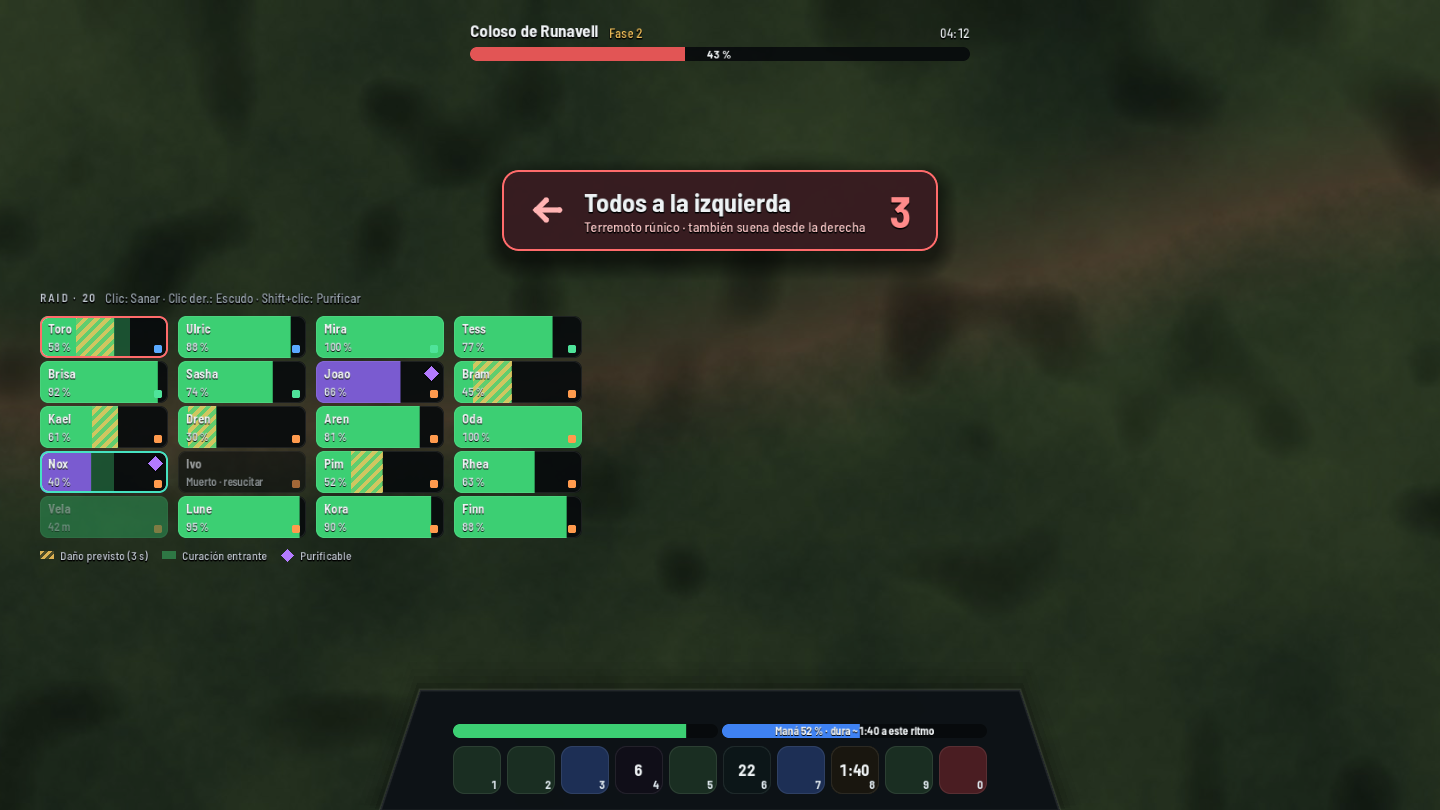 Coloso de Runavell Fase 2 04:12
43 %
Todos a la izquierda
Terremoto rúnico · también suena desde la derecha
3
RAID · 20 Clic: Sanar · Clic der.: Escudo · Shift+clic: Purificar
Toro Ulric Mira Tess
58 % 88 % 100 % 77 %
Brisa Sasha Joao Bram
92 % 74 % 66 % 45 %
Kael Dren Aren Oda
61 % 30 % 81 % 100 %
Nox Ivo Pim Rhea
40 % Muerto · resucitar 52 % 63 %
Vela Lune Kora Finn
42 m 95 % 90 % 88 %
Daño previsto (3 s) Curación entrante Purificable
Maná 52 % · dura ~1:40 a este ritmo
6 22 1:40
1 2 3 4 5 6 7 8 9 0